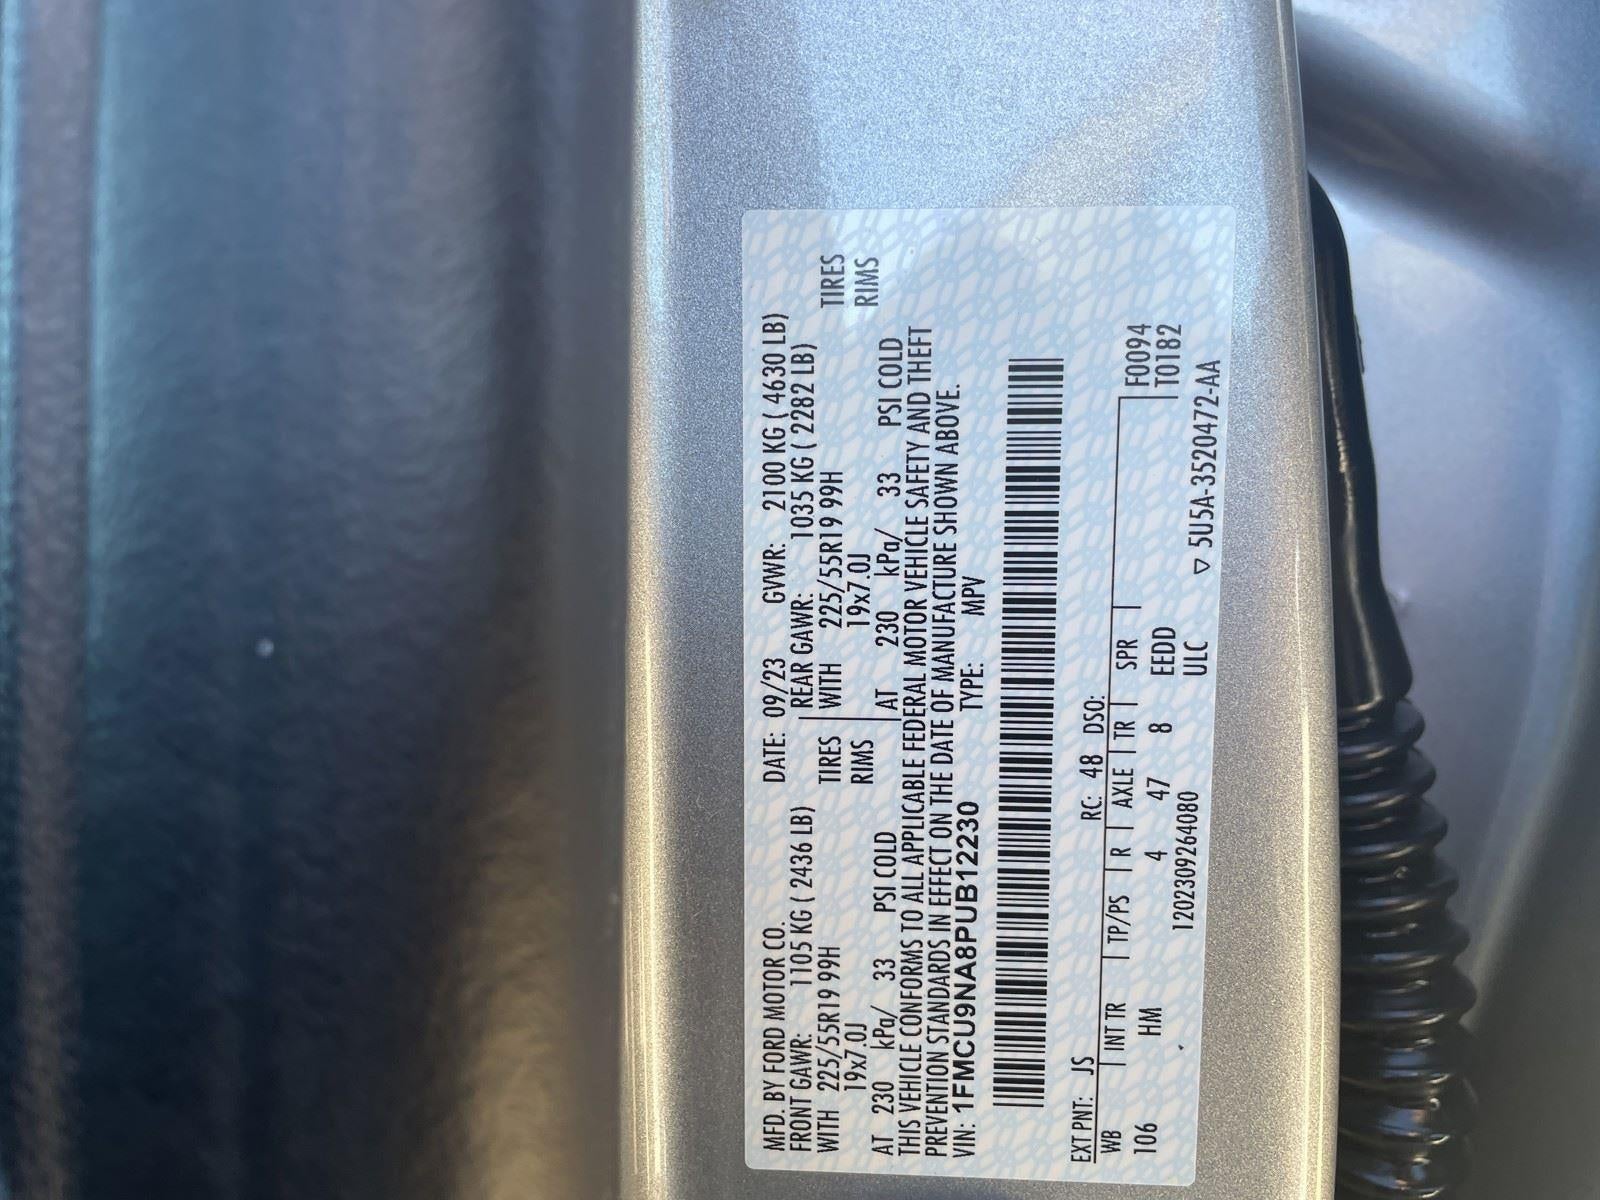 MFD. BY FORD MOTOR CO. DATE: 09/23 GVWR: 2100 KG ( 4630 LB)
FRONT GAWR: 1105 KG ( 2436 LB) REAR GAWR: 1035 KG ( 2282 LB)
WITH 225/55R19 99H TIRES WITH 225/55R19 99H TIRES
19x7.0J RIMS 19x7.0J RIMS
AT 230 kPa/ 33 PSI COLD AT 230 kPa/ 33 PSI COLD
THIS VEHICLE CONFORMS TO ALL APPLICABLE FEDERAL MOTOR VEHICLE SAFETY AND THEFT
PREVENTION STANDARDS IN EFFECT ON THE DATE OF MANUFACTURE SHOWN ABOVE.
VIN: 1FMCU9NA8PUB12230 TYPE: MPV
EXT PNT: JS RC: 48 DSO:
WB INT TR TP/PS R AXLE TR SPR F0094
106 HM 4 47 8 EEDD T0182
120230926408​0 ULC ▽ 5U5A-3520472-AA